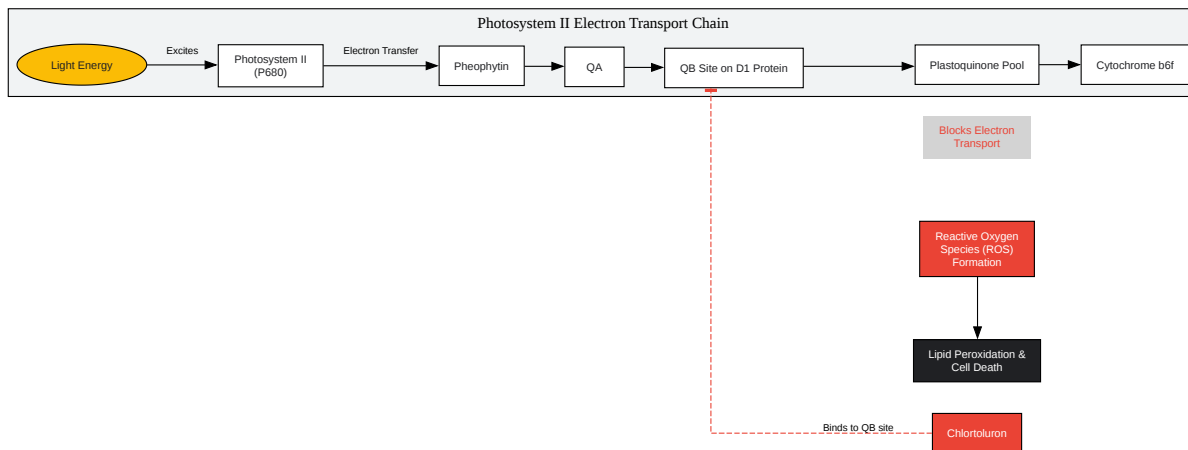 Photosystem II Electron Transport Chain
Light Energy
Excites
Photosystem II
(P680)
Electron Transfer
Pheophytin
QA
QB Site on D1 Protein
Plastoquinone Pool
Cytochrome b6f
Blocks Electron
Transport
Reactive Oxygen
Species (ROS)
Formation
Lipid Peroxidation &
Cell Death
Binds to QB site
Chlortoluron